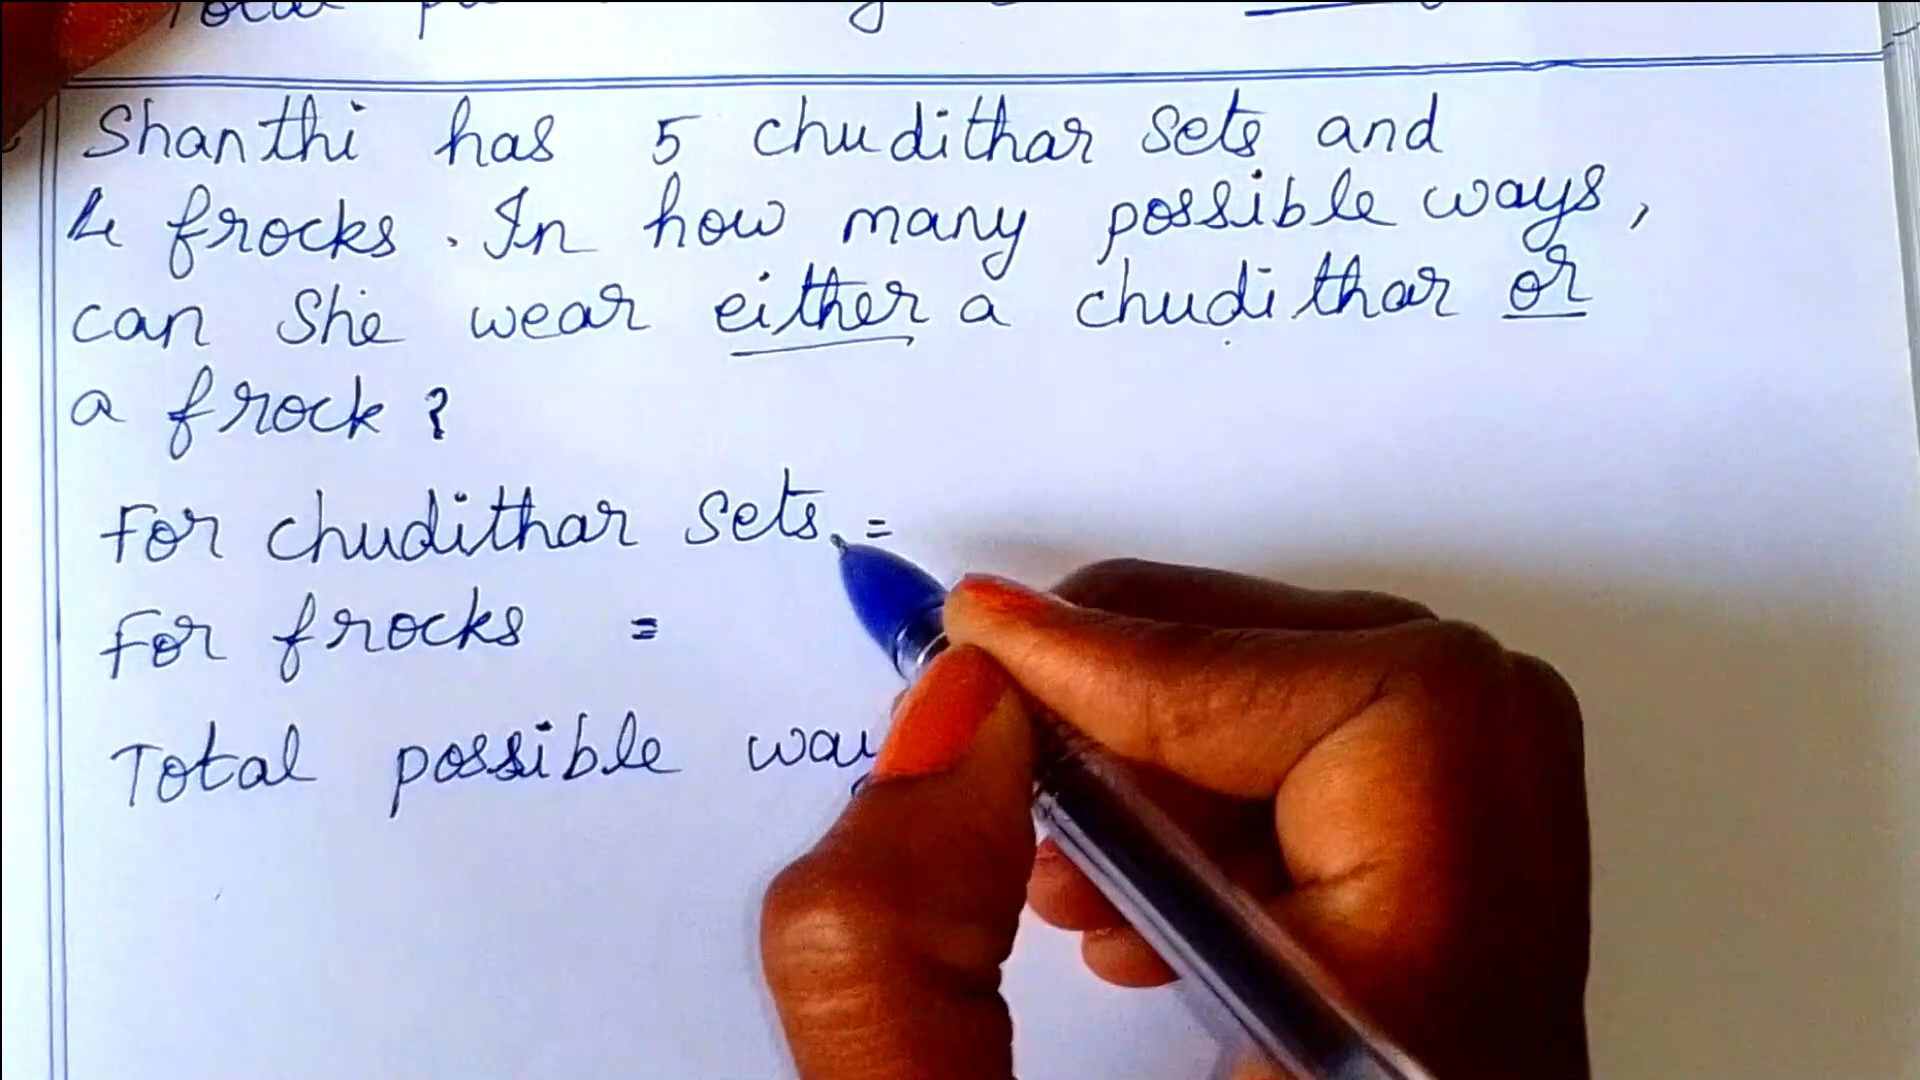 Total
Shanthi has 5 chudithar sets and
4 frocks. In how many possible ways,
can She wear either a chudithar or
a frock?
For chudithar sets =
For frocks =
Total possible